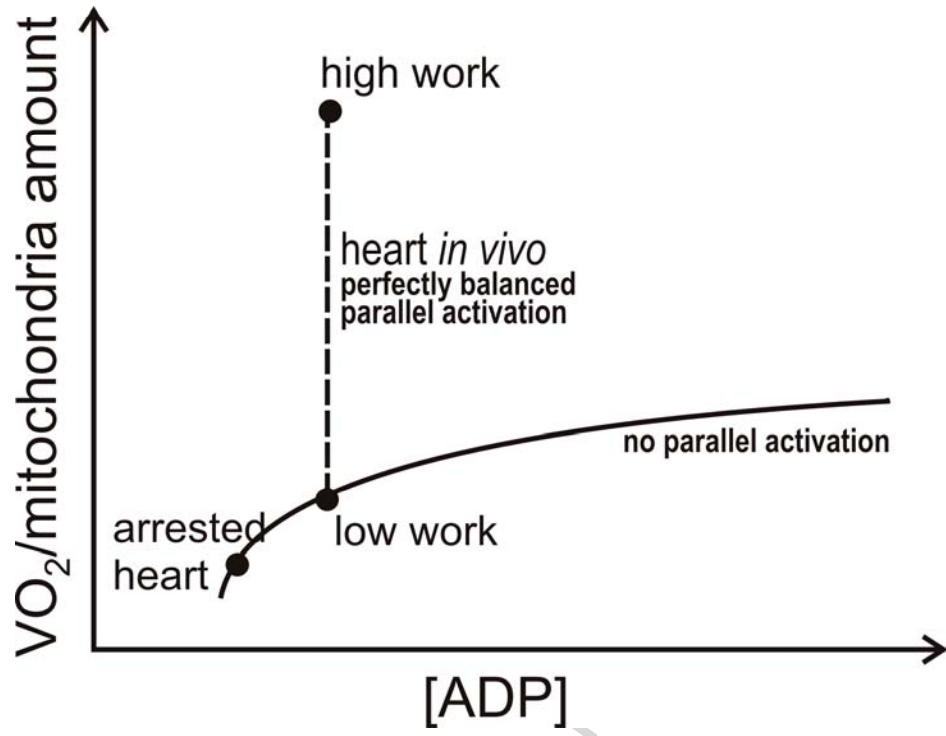 VO2/mitochondria amount
high work
heart in vivo
perfectly balanced
parallel activation
no parallel activation
arrested
heart
low work
[ADP]